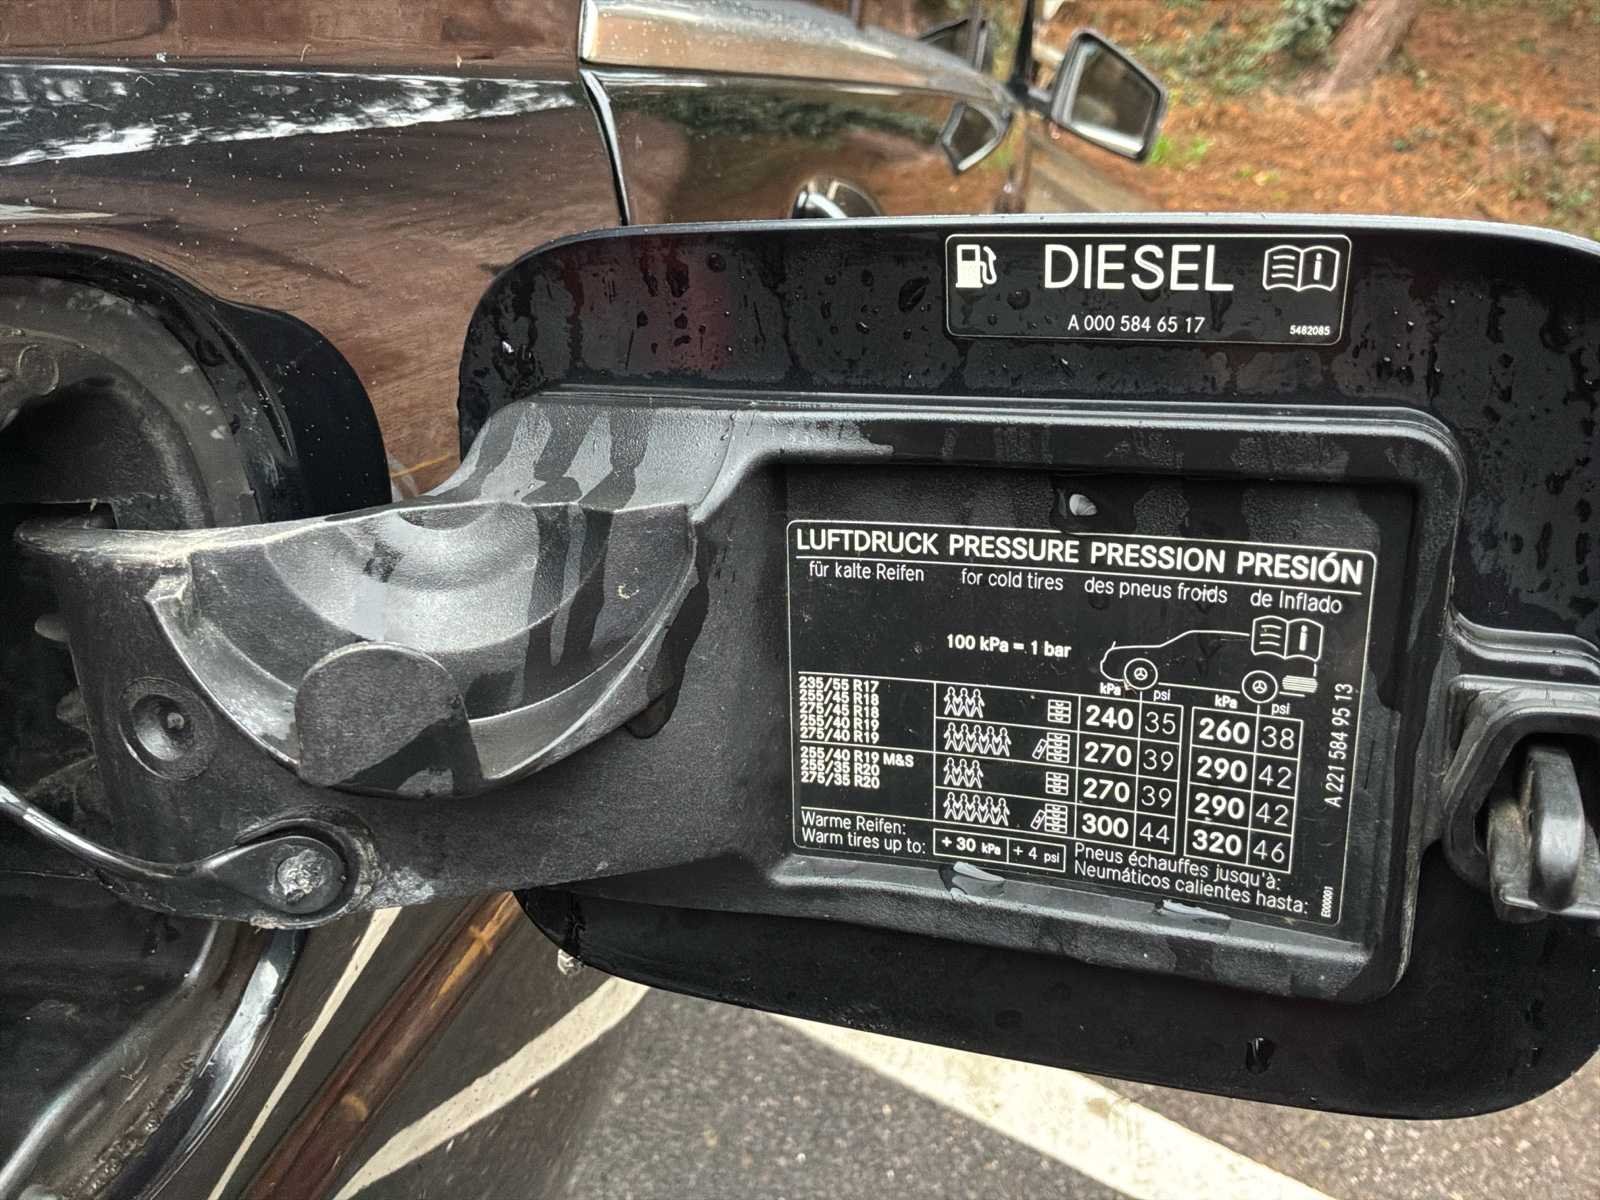 DIESEL
A 000 584 65 17
5482085
LUFTDRUCK PRESSURE PRESSION PRESIÓN
für kalte Reifen for cold tires des pneus froids de Inflado
100 kPa = 1 bar
kPa psi kPa psi
235/55 R17
255/45 R18
275/45 R18
255/40 R19
275/40 R19
240 35 260 38
270 39 290 42
255/40 R19 M&S
255/35 R20
275/35 R20
270 39 290 42
300 44 320 46
Warme Reifen:
Warm tires up to: + 30 kPa + 4 psi
Pneus échauffes jusqu'à:
Neumáticos calientes hasta:
A 221 584 95 13
E000001